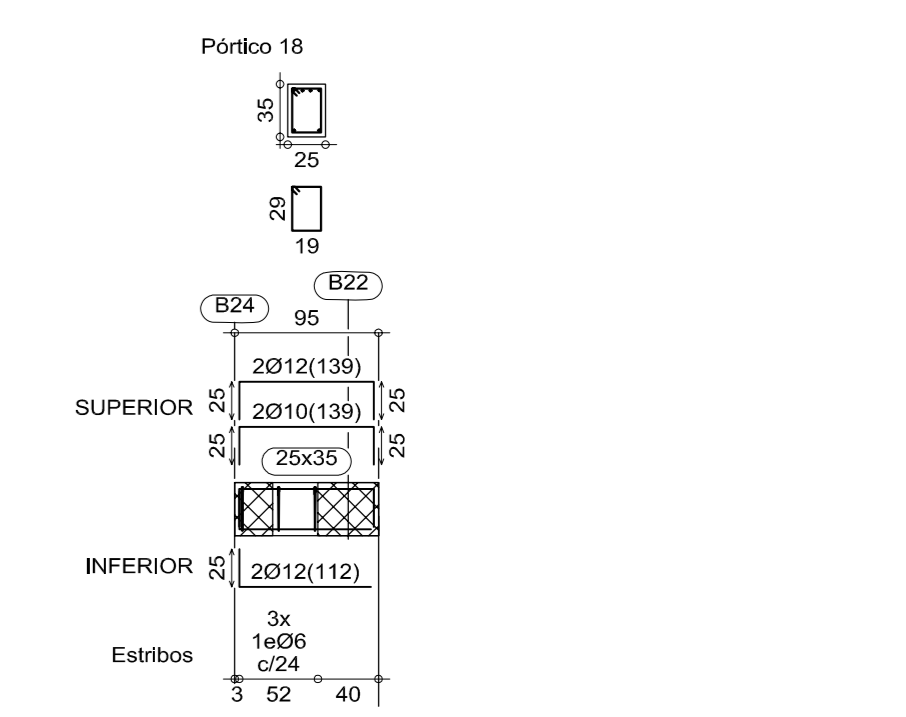 Pórtico 18
35
25
29
19
B22
B24
95
2Ø12(139)
25
25
SUPERIOR
2Ø10(139)
25
25
25x35
INFERIOR
25
2Ø12(112)
3x
1eØ6
Estribos
c/24
3 52 40